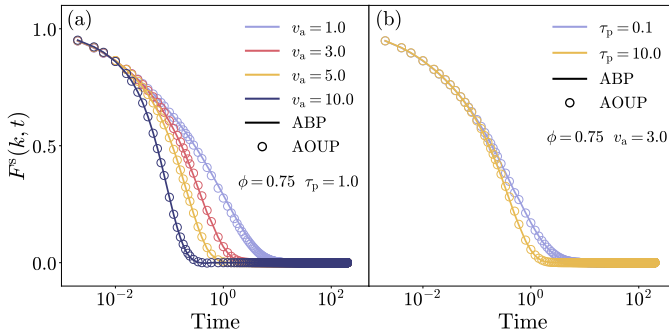 (a)
v_a = 1.0
v_a = 3.0
v_a = 5.0
v_a = 10.0
ABP
AOUP
ϕ = 0.75 τ_p = 1.0
F^s(k, t)
1.0
0.5
0.0
10^−2
10^0
10^2
Time
(b)
τ_p = 0.1
τ_p = 10.0
ABP
AOUP
ϕ = 0.75 v_a = 3.0
10^−2
10^0
10^2
Time